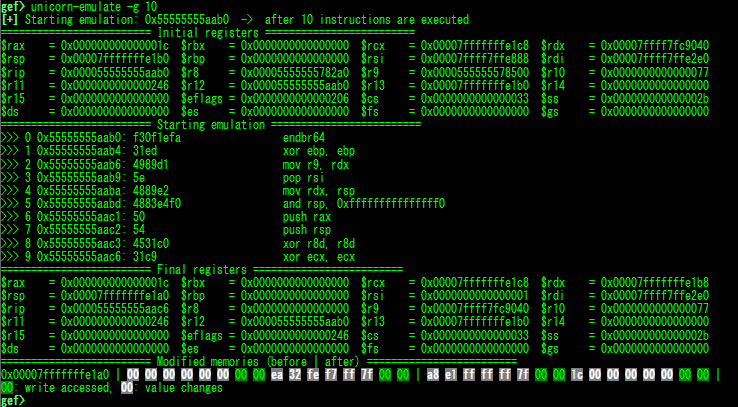 gef> unicorn-emulate -g 10
[+] Starting emulation: 0x55555555aab0  ->  after 10 instructions are executed
========================= Initial registers =========================
$rax    = 0x000000000000001c  $rbx    = 0x0000000000000000  $rcx    = 0x00007fffffffe1c8  $rdx    = 0x00007ffff7fc9040
$rsp    = 0x00007fffffffe1b0  $rbp    = 0x0000000000000000  $rsi    = 0x00007ffff7ffe888  $rdi    = 0x00007ffff7ffe2e0
$rip    = 0x000055555555aab0  $r8     = 0x00005555555782a0  $r9     = 0x0000555555578500  $r10    = 0x0000000000000077
$r11    = 0x0000000000000246  $r12    = 0x000055555555aab0  $r13    = 0x00007fffffffe1b0  $r14    = 0x0000000000000000
$r15    = 0x0000000000000000  $eflags = 0x0000000000000206  $cs     = 0x0000000000000033  $ss     = 0x000000000000002b
$ds     = 0x0000000000000000  $es     = 0x0000000000000000  $fs     = 0x0000000000000000  $gs     = 0x0000000000000000
========================= Starting emulation =========================
>>> 0 0x55555555aab0: f30f1efa                 endbr64
>>> 1 0x55555555aab4: 31ed                     xor ebp, ebp
>>> 2 0x55555555aab6: 4989d1                   mov r9, rdx
>>> 3 0x55555555aab9: 5e                       pop rsi
>>> 4 0x55555555aaba: 4889e2                   mov rdx, rsp
>>> 5 0x55555555aabd: 4883e4f0                 and rsp, 0xfffffffffffffff0
>>> 6 0x55555555aac1: 50                       push rax
>>> 7 0x55555555aac2: 54                       push rsp
>>> 8 0x55555555aac3: 4531c0                   xor r8d, r8d
>>> 9 0x55555555aac6: 31c9                     xor ecx, ecx
========================= Final registers =========================
$rax    = 0x000000000000001c  $rbx    = 0x0000000000000000  $rcx    = 0x00007fffffffe1c8  $rdx    = 0x00007fffffffe1b8
$rsp    = 0x00007fffffffe1a0  $rbp    = 0x0000000000000000  $rsi    = 0x0000000000000001  $rdi    = 0x00007ffff7ffe2e0
$rip    = 0x000055555555aac6  $r8     = 0x0000000000000000  $r9     = 0x00007ffff7fc9040  $r10    = 0x0000000000000077
$r11    = 0x0000000000000246  $r12    = 0x000055555555aab0  $r13    = 0x00007fffffffe1b0  $r14    = 0x0000000000000000
$r15    = 0x0000000000000000  $eflags = 0x0000000000000246  $cs     = 0x0000000000000033  $ss     = 0x000000000000002b
$ds     = 0x0000000000000000  $es     = 0x0000000000000000  $fs     = 0x0000000000000000  $gs     = 0x0000000000000000
========================= Modified memories (before | after) =========================
0x00007fffffffe1a0 | 00 00 00 00 00 00 00 00 ea 32 fe f7 ff 7f 00 00 | a8 e1 ff ff ff 7f 00 00 1c 00 00 00 00 00 00 00 |
00: write accessed, 00: value changes
gef>